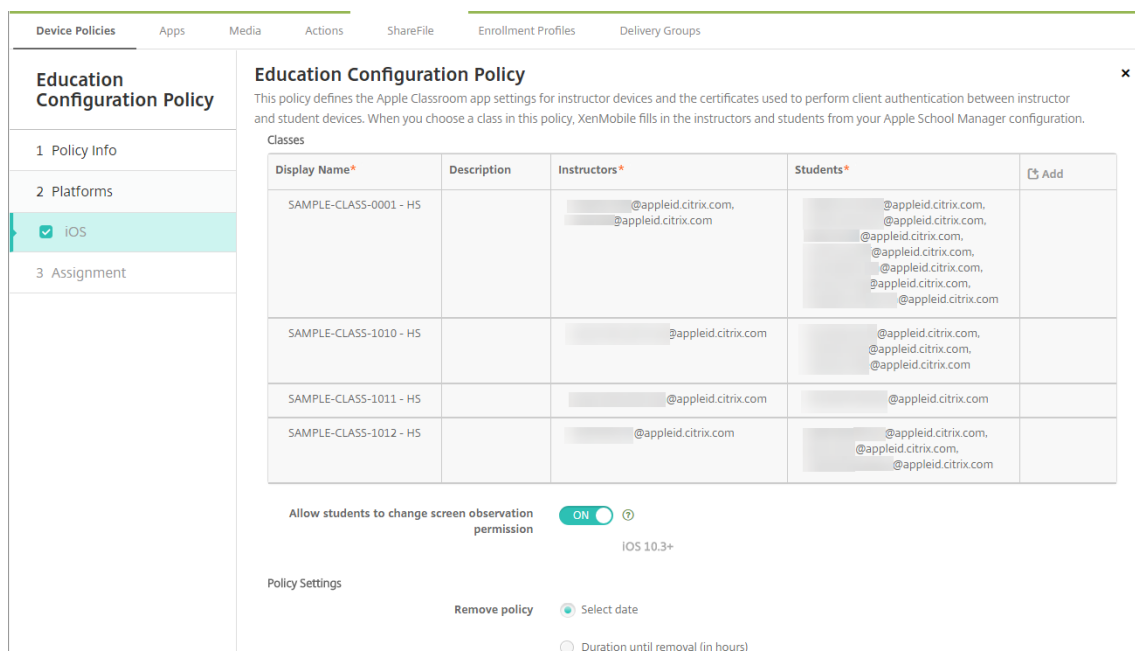 Device Policies Apps Media Actions ShareFile Enrollment Profiles Delivery Groups
Education
Configuration Policy
1 Policy Info
2 Platforms
iOS
3 Assignment
Education Configuration Policy
This policy defines the Apple Classroom app settings for instructor devices and the certificates used to perform client authentication between instructor
and student devices. When you choose a class in this policy, XenMobile fills in the instructors and students from your Apple School Manager configuration.
Classes
Display Name* Description Instructors* Students* Add
SAMPLE-CLASS-0001 - HS @appleid.citrix.com, @appleid.citrix.com,
@appleid.citrix.com @appleid.citrix.com,
@appleid.citrix.com,
@appleid.citrix.com,
@appleid.citrix.com,
@appleid.citrix.com,
@appleid.citrix.com
SAMPLE-CLASS-1010 - HS @appleid.citrix.com @appleid.citrix.com,
@appleid.citrix.com,
@appleid.citrix.com
SAMPLE-CLASS-1011 - HS @appleid.citrix.com @appleid.citrix.com
SAMPLE-CLASS-1012 - HS @appleid.citrix.com @appleid.citrix.com,
@appleid.citrix.com,
@appleid.citrix.com
Allow students to change screen observation
permission
ON
iOS 10.3+
Policy Settings
Remove policy Select date
Duration until removal (in hours)